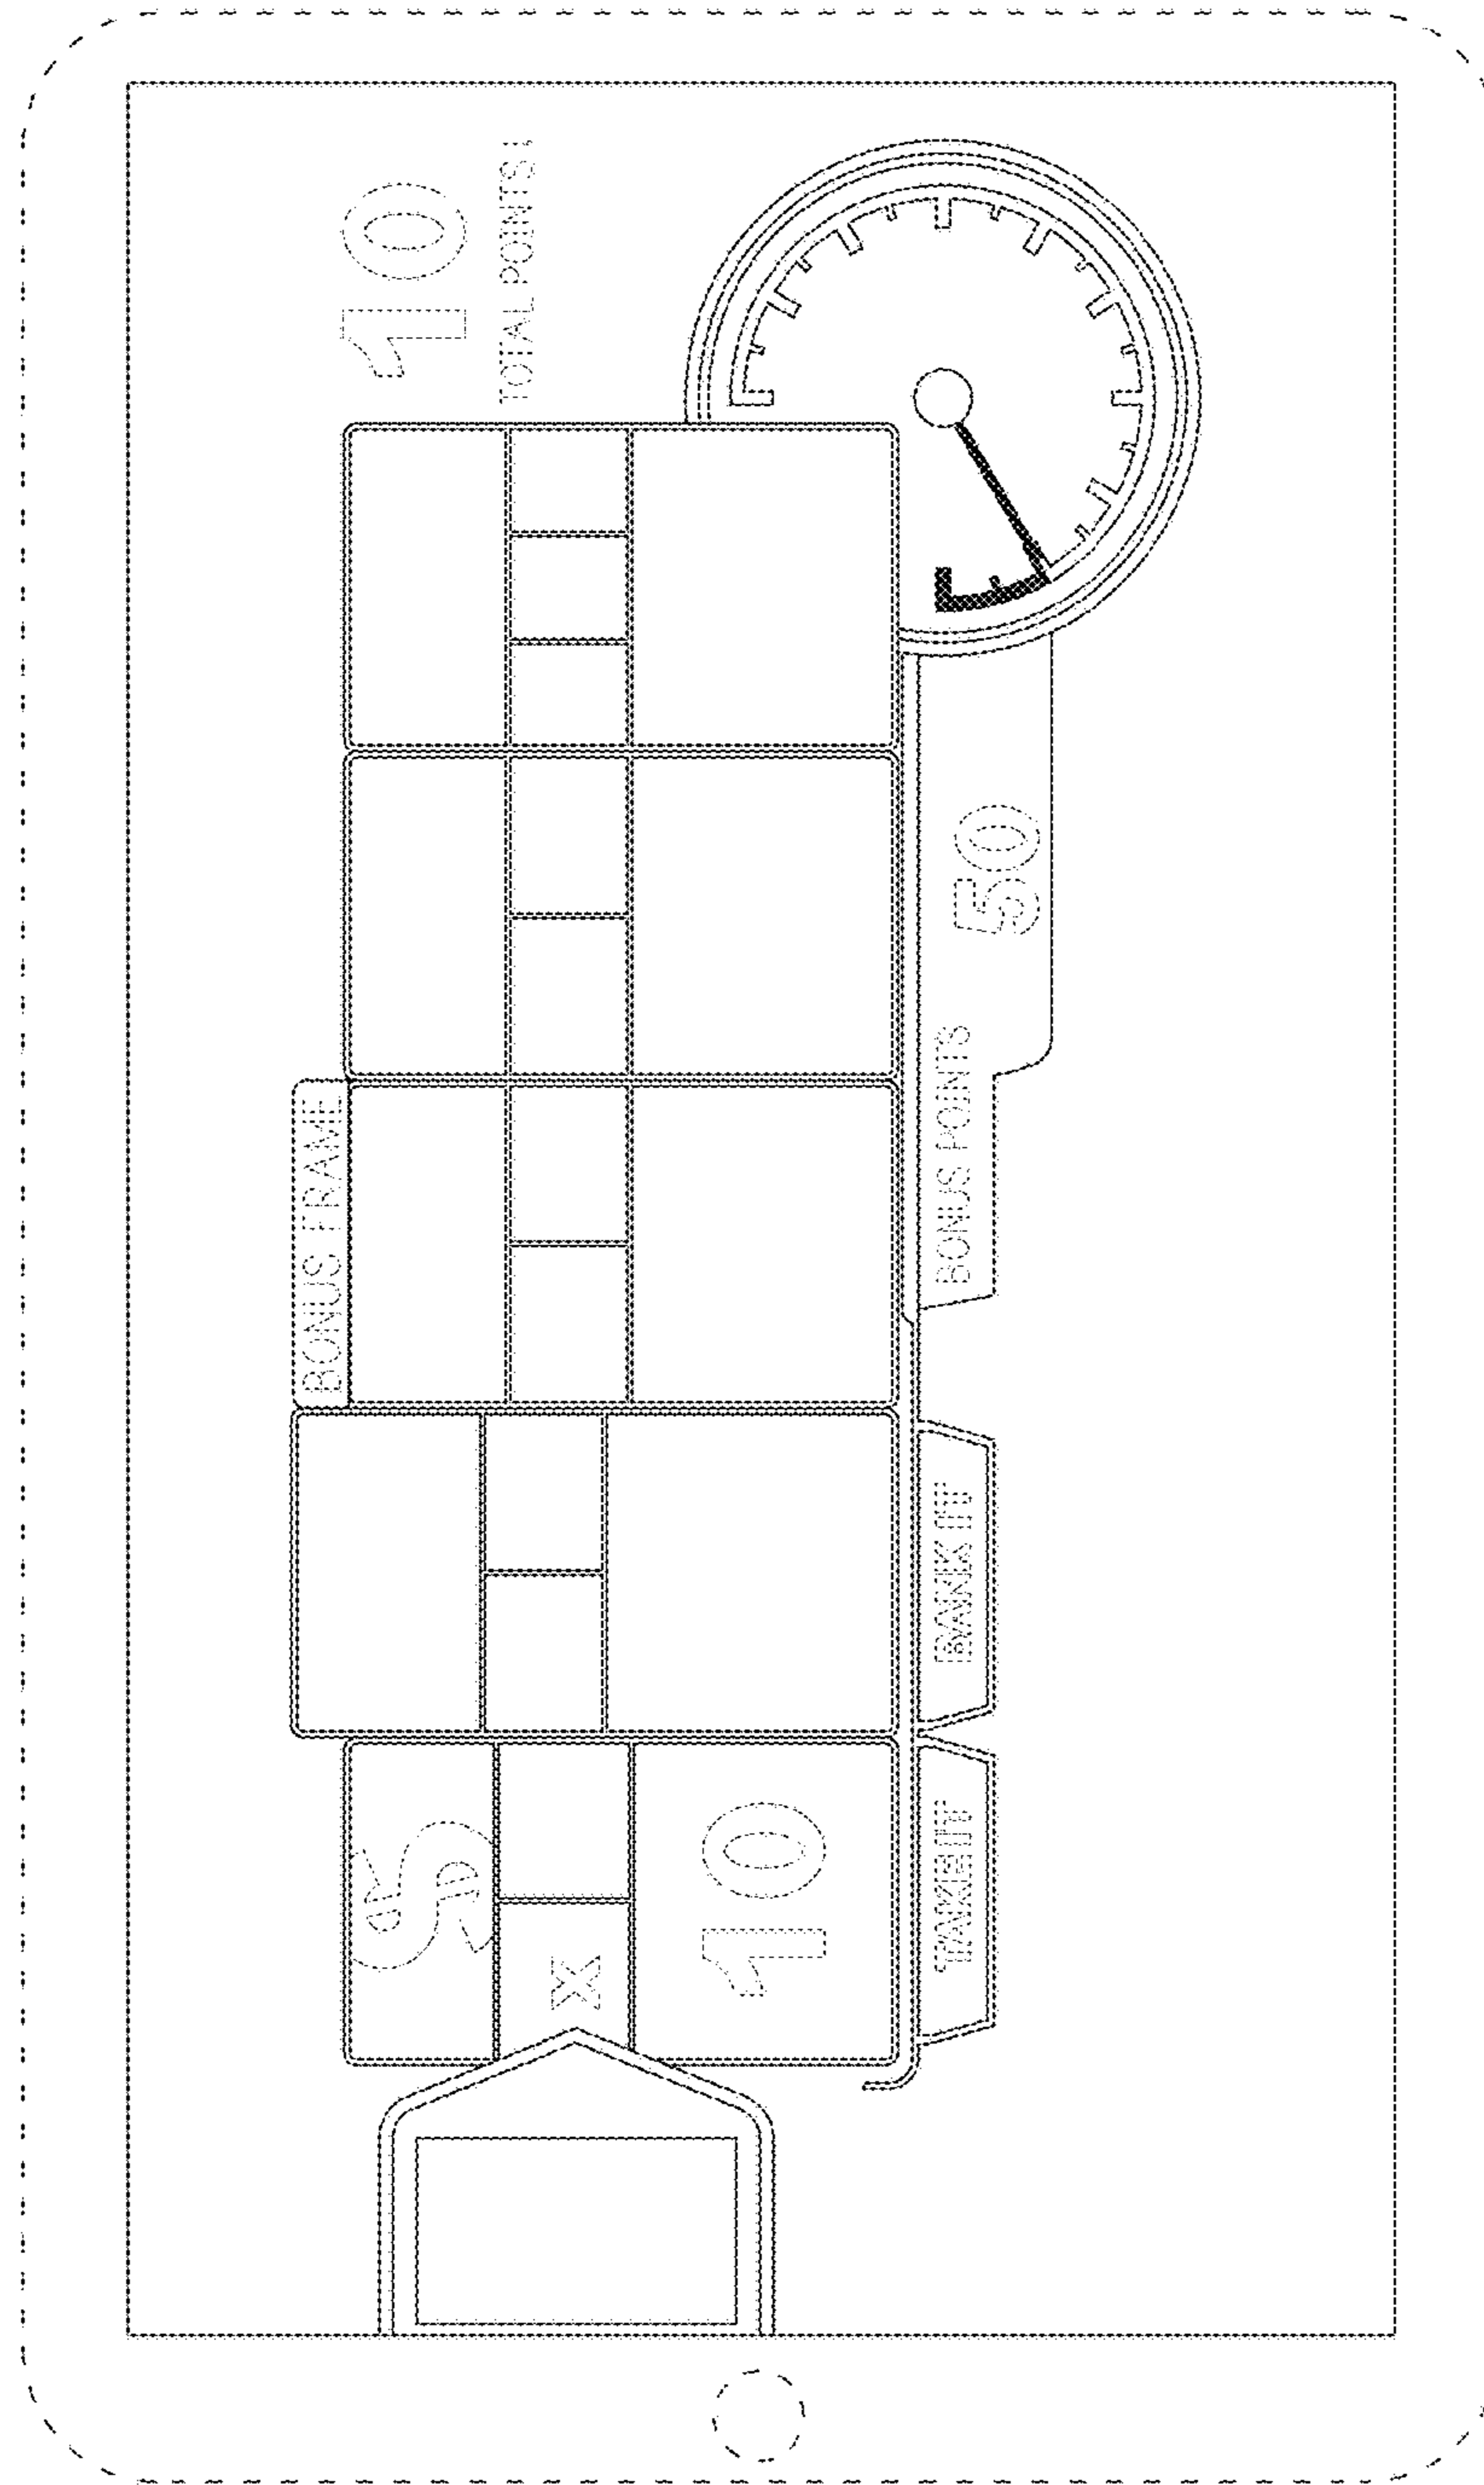 BONUS FRAME
10
TOTAL POINTS!
x
10
TAKE IT
BANK IT
BONUS POINTS
50